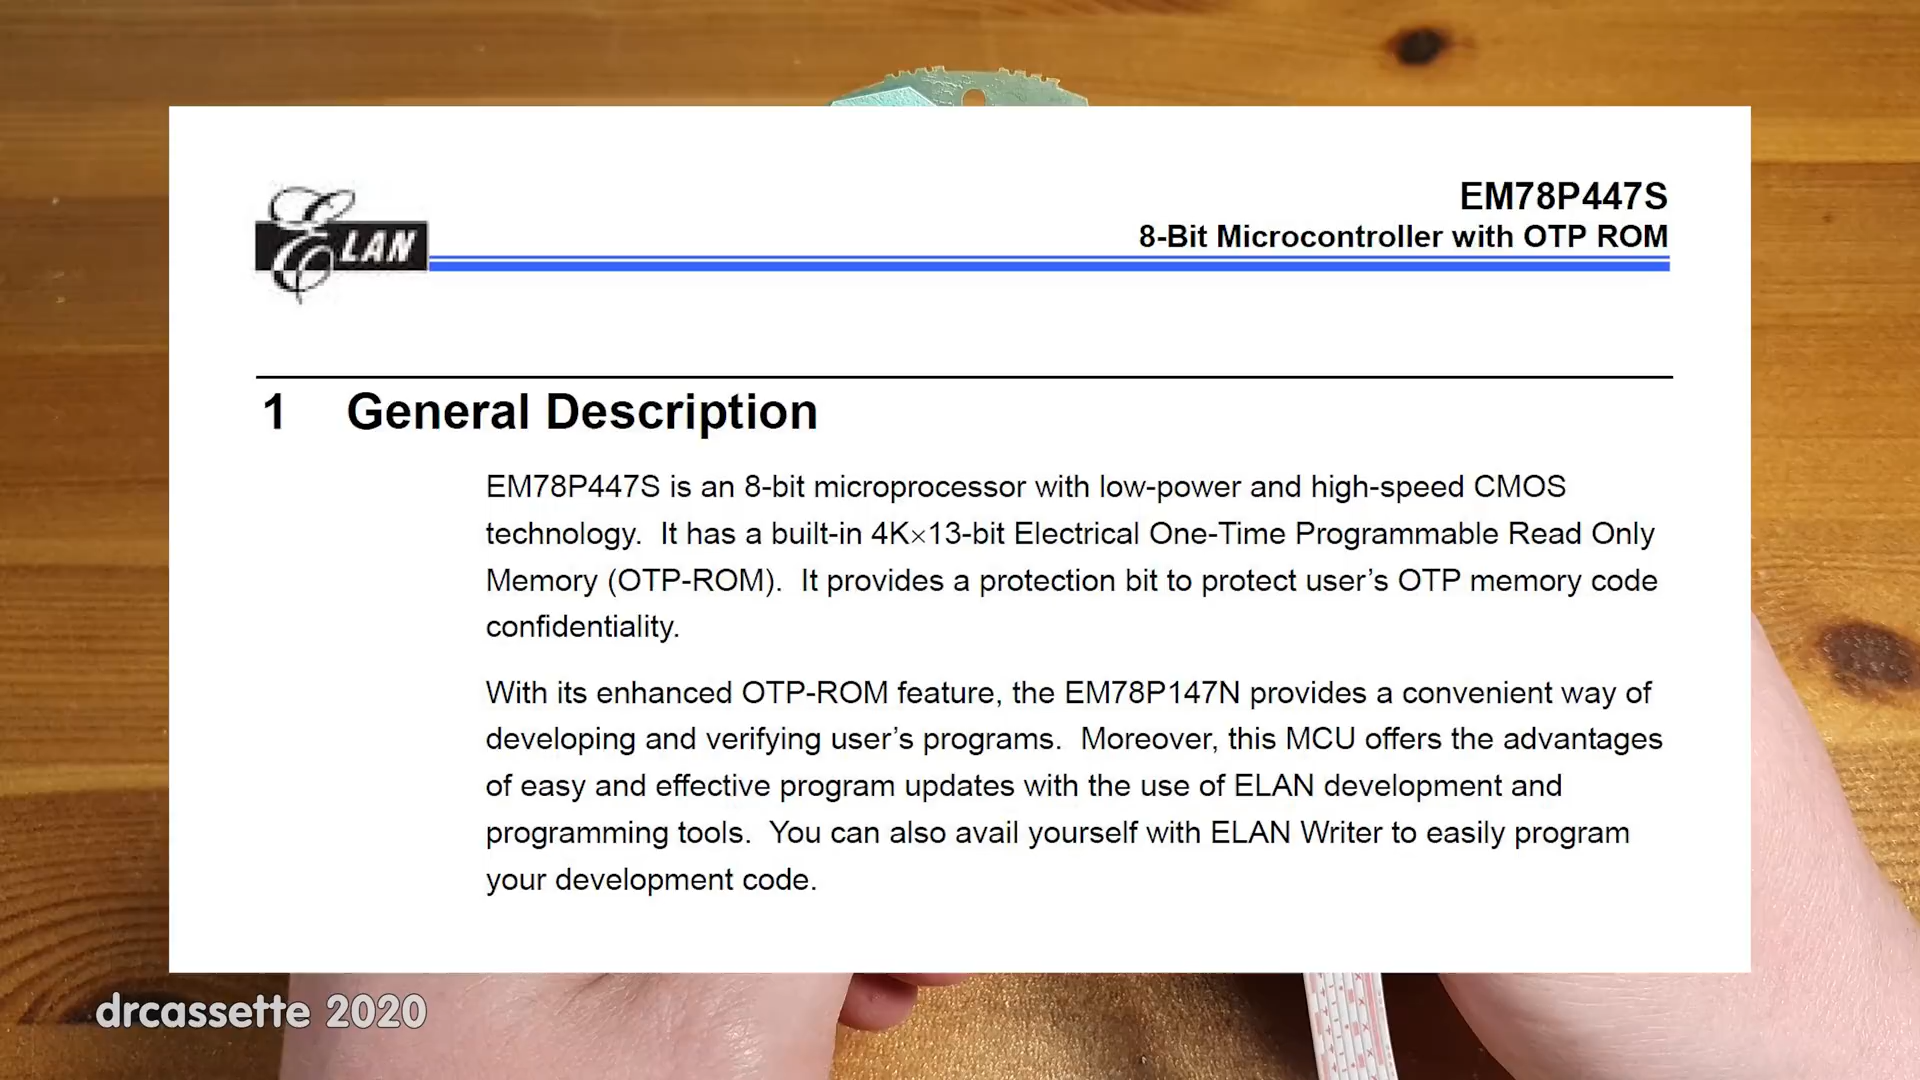 ELAN
EM78P447S
8-Bit Microcontroller with OTP ROM
1 General Description
EM78P447S is an 8-bit microprocessor with low-power and high-speed CMOS
technology. It has a built-in 4K×13-bit Electrical One-Time Programmable Read Only
Memory (OTP-ROM). It provides a protection bit to protect user’s OTP memory code
confidentiality.
With its enhanced OTP-ROM feature, the EM78P147N provides a convenient way of
developing and verifying user’s programs. Moreover, this MCU offers the advantages
of easy and effective program updates with the use of ELAN development and
programming tools. You can also avail yourself with ELAN Writer to easily program
your development code.
drcassette 2020